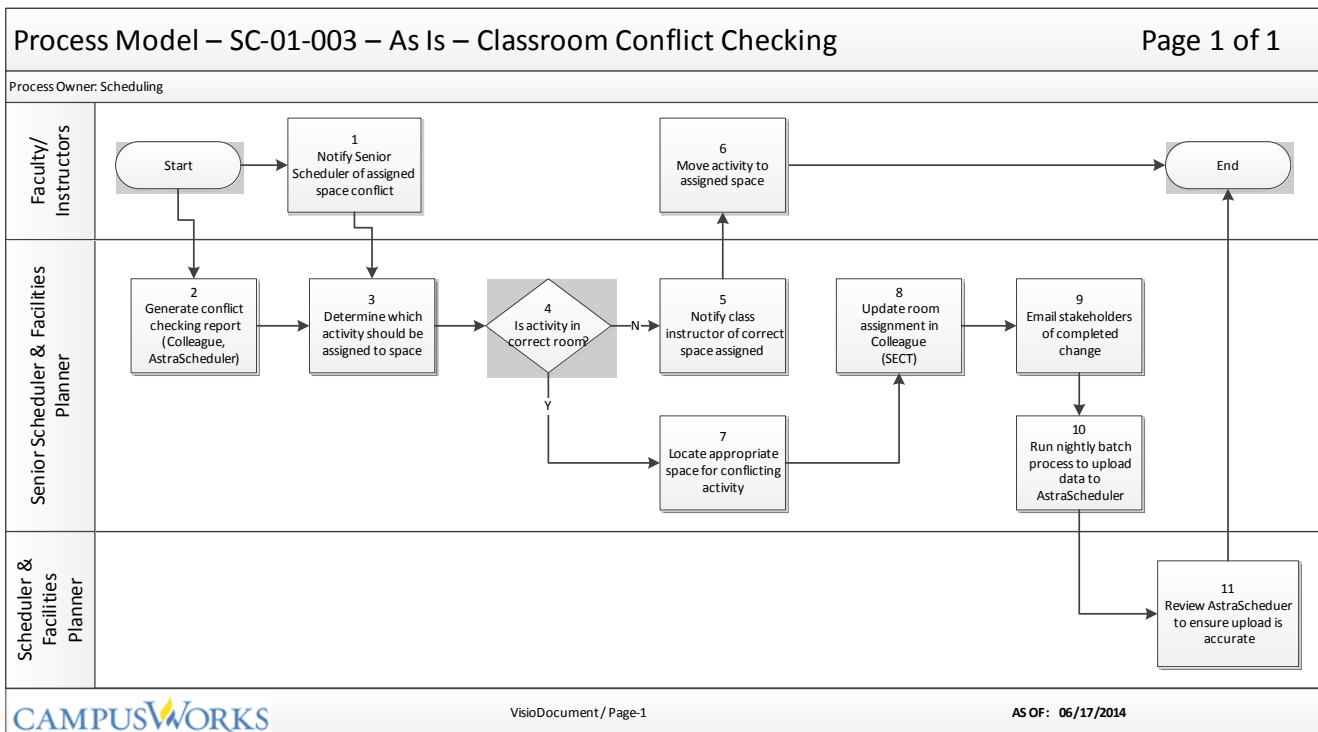 Process Model – SC-01-003 – As Is – Classroom Conflict Checking
Page 1 of 1
Process Owner: Scheduling
Faculty/
Instructors
Start
1
Notify Senior
Scheduler of assigned
space conflict
6
Move activity to
assigned space
End
Senior Scheduler & Facilities
Planner
2
Generate conflict
checking report
(Colleague,
AstraScheduler)
3
Determine which
activity should be
assigned to space
4
Is activity in
correct room?
N
Y
5
Notify class
instructor of correct
space assigned
7
Locate appropriate
space for conflicting
activity
8
Update room
assignment in
Colleague
(SECT)
9
Email stakeholders
of completed
change
10
Run nightly batch
process to upload
data to
AstraScheduler
Scheduler &
Facilities
Planner
11
Review AstraScheduer
to ensure upload is
accurate
CAMPUSWORKS
VisioDocument / Page-1
AS OF: 06/17/2014